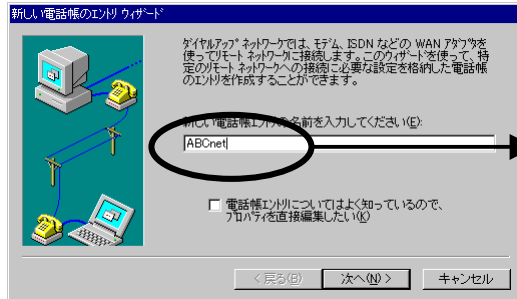 新しい電話帳のエントリ ウィザード
ダイヤルアップ ネットワークでは、モデム、ISDN などの WAN アダプタを
使ってリモート ネットワークに接続します。このウィザードを使って、特
定のリモート ネットワークへの接続に必要な設定を格納した電話帳
のエントリを作成することができます。
新しい電話帳エントリの名前を入力してください(E):
ABCnet
電話帳エントリについてはよく知っているので、
プロパティを直接編集したい(K)
< 戻る(B)
次へ(N) >
キャンセル